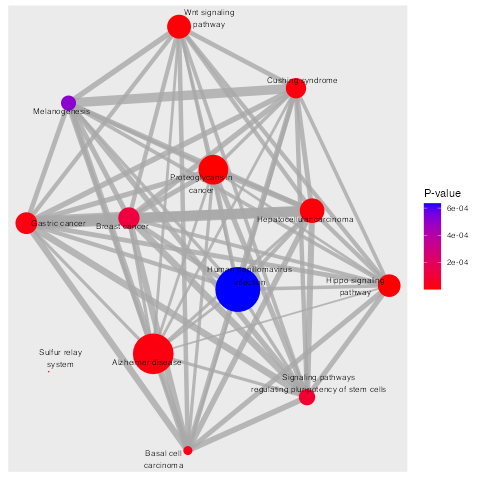 Wnt signaling
pathway
Cushing syndrome
Melanogenesis
Proteoglycans in
cancer
P-value
6e-04
4e-04
2e-04
Gastric cancer
Breast cancer
Hepatocellular carcinoma
Human papillomavirus
infection
Hippo signaling
pathway
Sulfur relay
system
Alzheimer disease
Signaling pathways
regulating pluripotency of stem cells
Basal cell
carcinoma